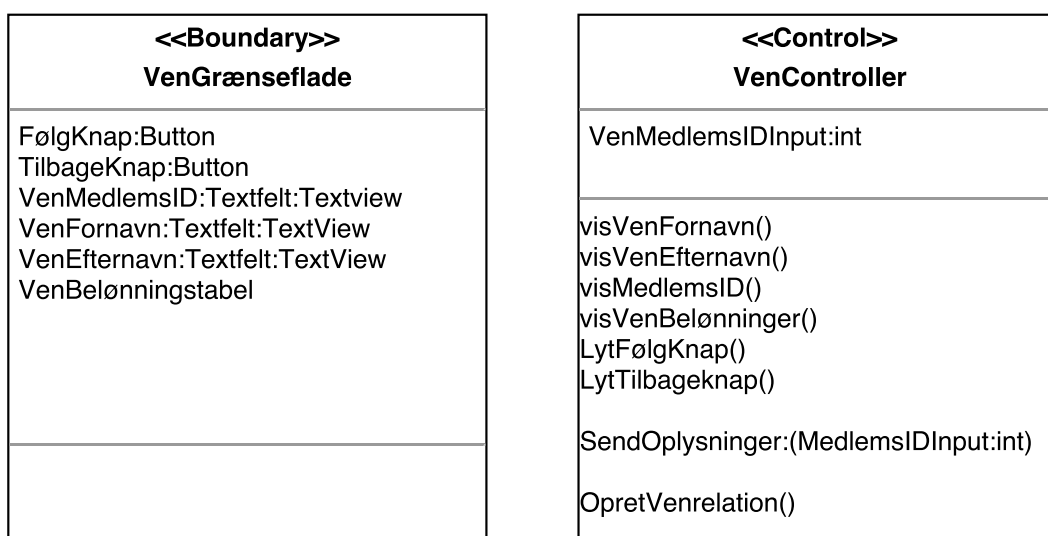 <<Boundary>>
VenGrænseflade
FølgKnap:Button
TilbageKnap:Button
VenMedlemsID:Textfelt:Textview
VenFornavn:Textfelt:TextView
VenEfternavn:Textfelt:TextView
VenBelønningstabel
<<Control>>
VenController
VenMedlemsIDInput:int
visVenFornavn()
visVenEfternavn()
visMedlemsID()
visVenBelønninger()
LytFølgKnap()
LytTilbageknap()
SendOplysninger:(MedlemsIDInput:int)
OpretVenrelation()